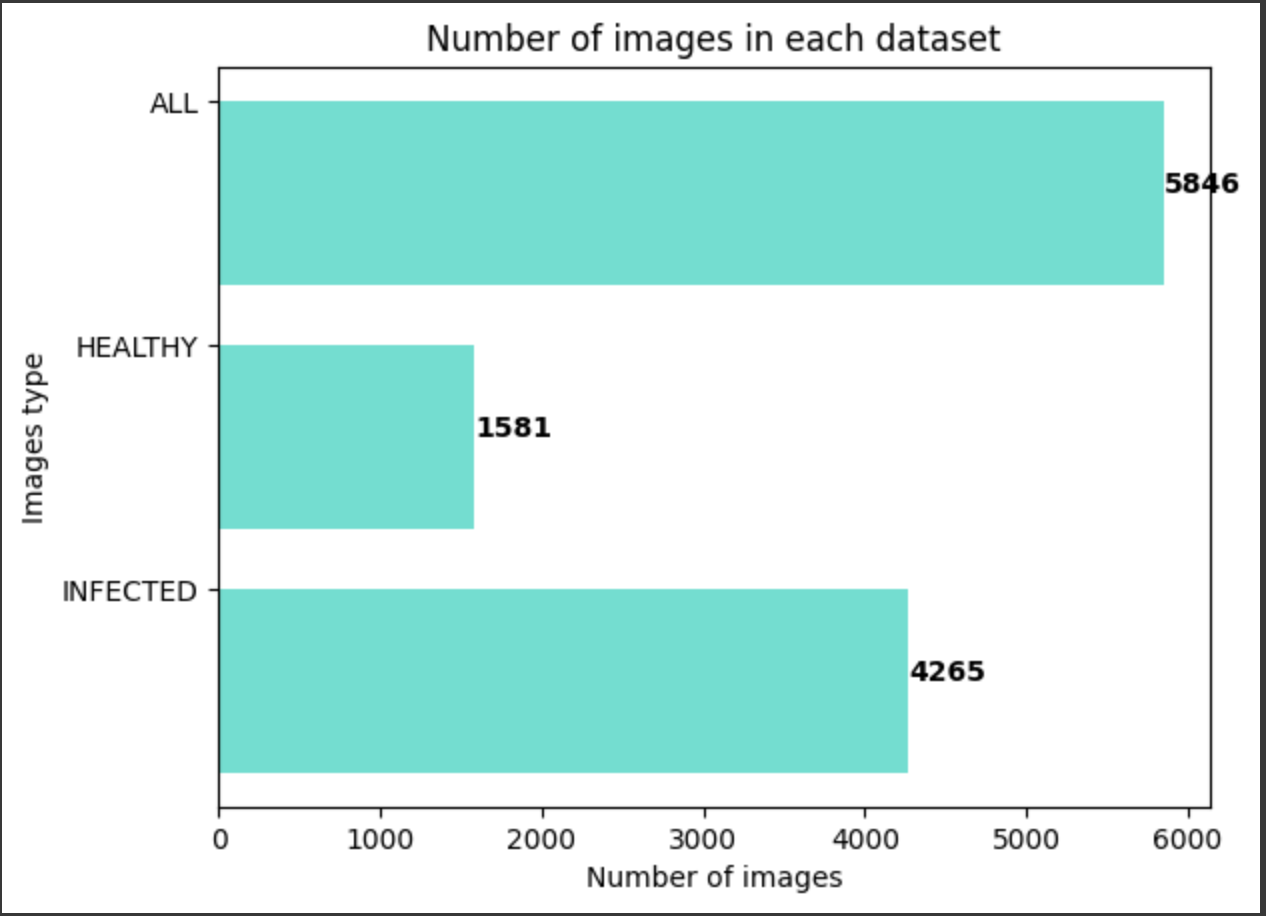 Number of images in each dataset
ALL
5846
HEALTHY
1581
Images type
INFECTED
4265
0 1000 2000 3000 4000 5000 6000
Number of images